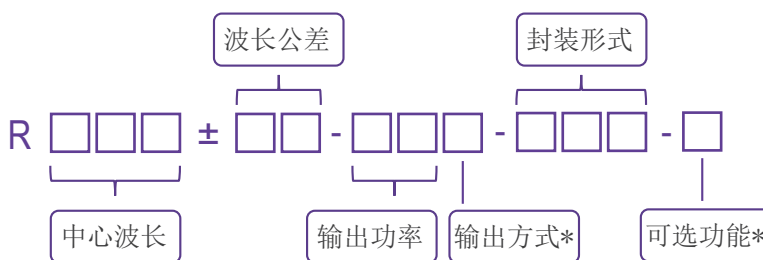 波长公差 封装形式
R □□□ ± □□ - □□□ - □□□ - □
中心波长 输出功率 输出方式* 可选功能*